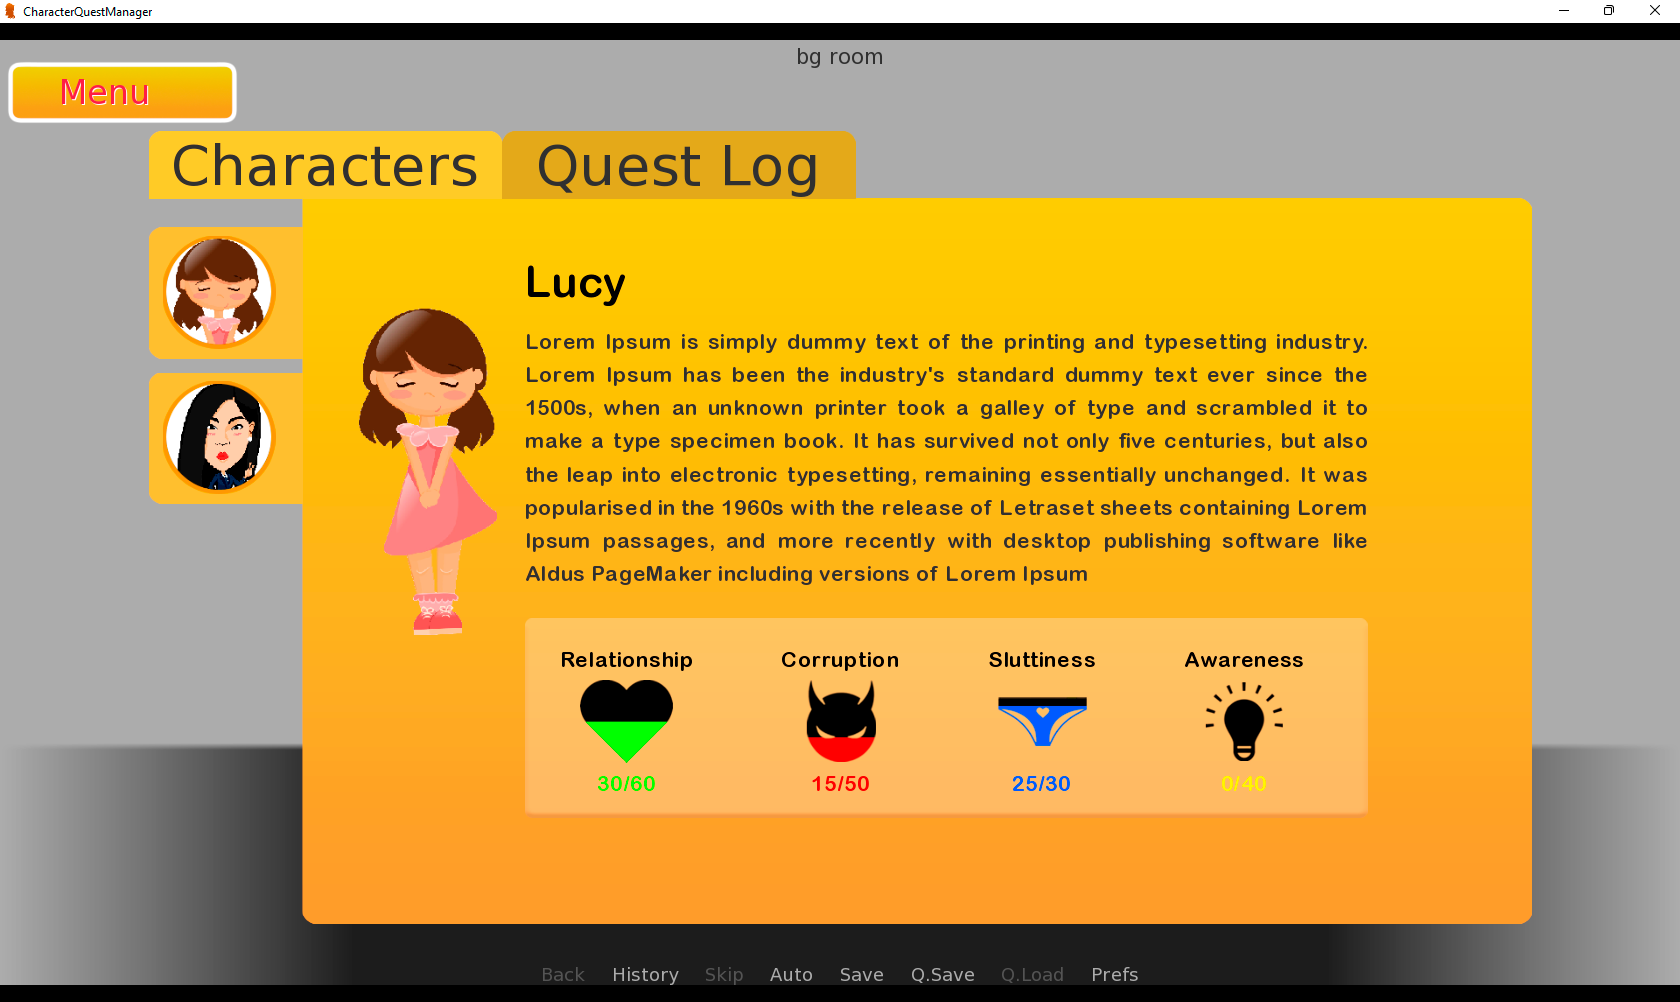 CharacterQuestManager
bg room
Menu
Characters Quest Log
Lucy
Lorem Ipsum is simply dummy text of the printing and typesetting industry.
Lorem Ipsum has been the industry's standard dummy text ever since the
1500s, when an unknown printer took a galley of type and scrambled it to
make a type specimen book. It has survived not only five centuries, but also
the leap into electronic typesetting, remaining essentially unchanged. It was
popularised in the 1960s with the release of Letraset sheets containing Lorem
Ipsum passages, and more recently with desktop publishing software like
Aldus PageMaker including versions of Lorem Ipsum
Relationship Corruption Sluttiness Awareness
30/60 15/50 25/30 0/40
Back History Skip Auto Save Q.Save Q.Load Prefs